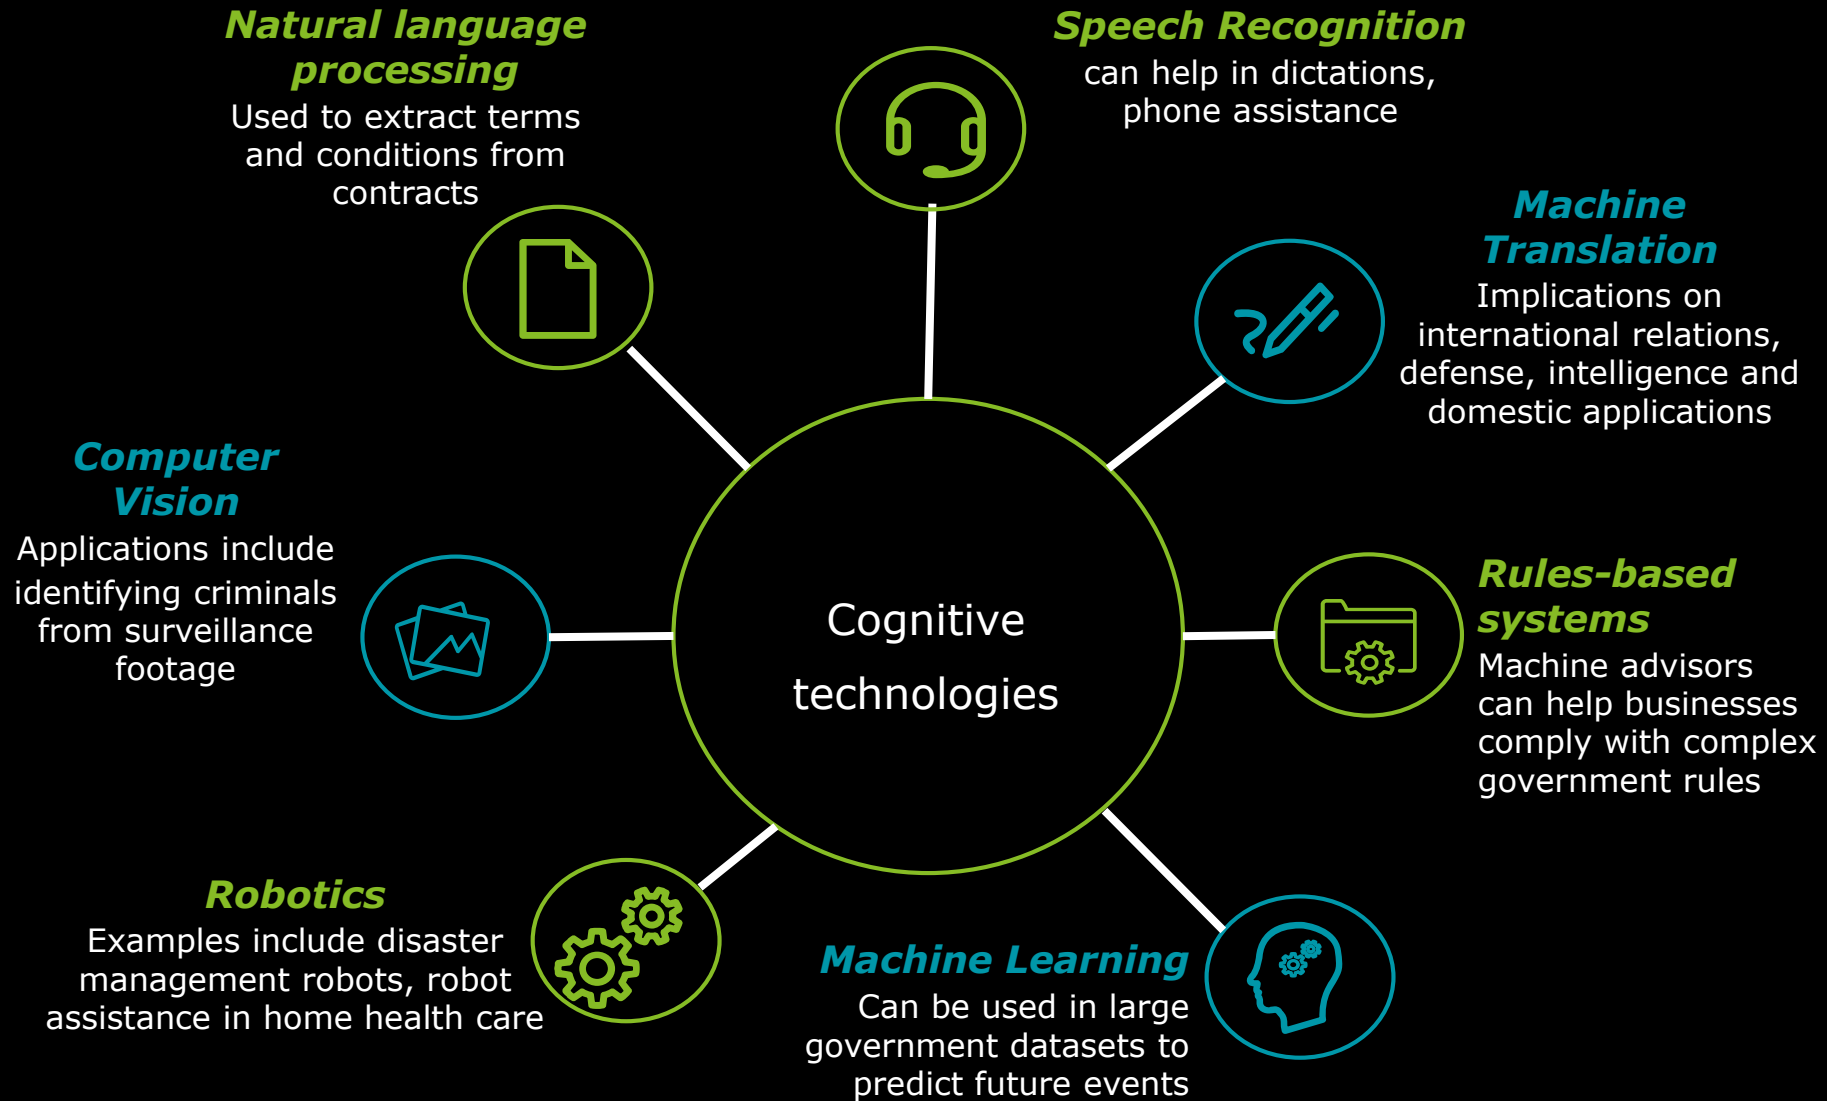 Natural language
processing
Used to extract terms
and conditions from
contracts
Speech Recognition
can help in dictations,
phone assistance
Machine
Translation
Implications on
international relations,
defense, intelligence and
domestic applications
Computer
Vision
Applications include
identifying criminals
from surveillance
footage
Cognitive
technologies
Rules-based
systems
Machine advisors
can help businesses
comply with complex
government rules
Robotics
Examples include disaster
management robots, robot
assistance in home health care
Machine Learning
Can be used in large
government datasets to
predict future events